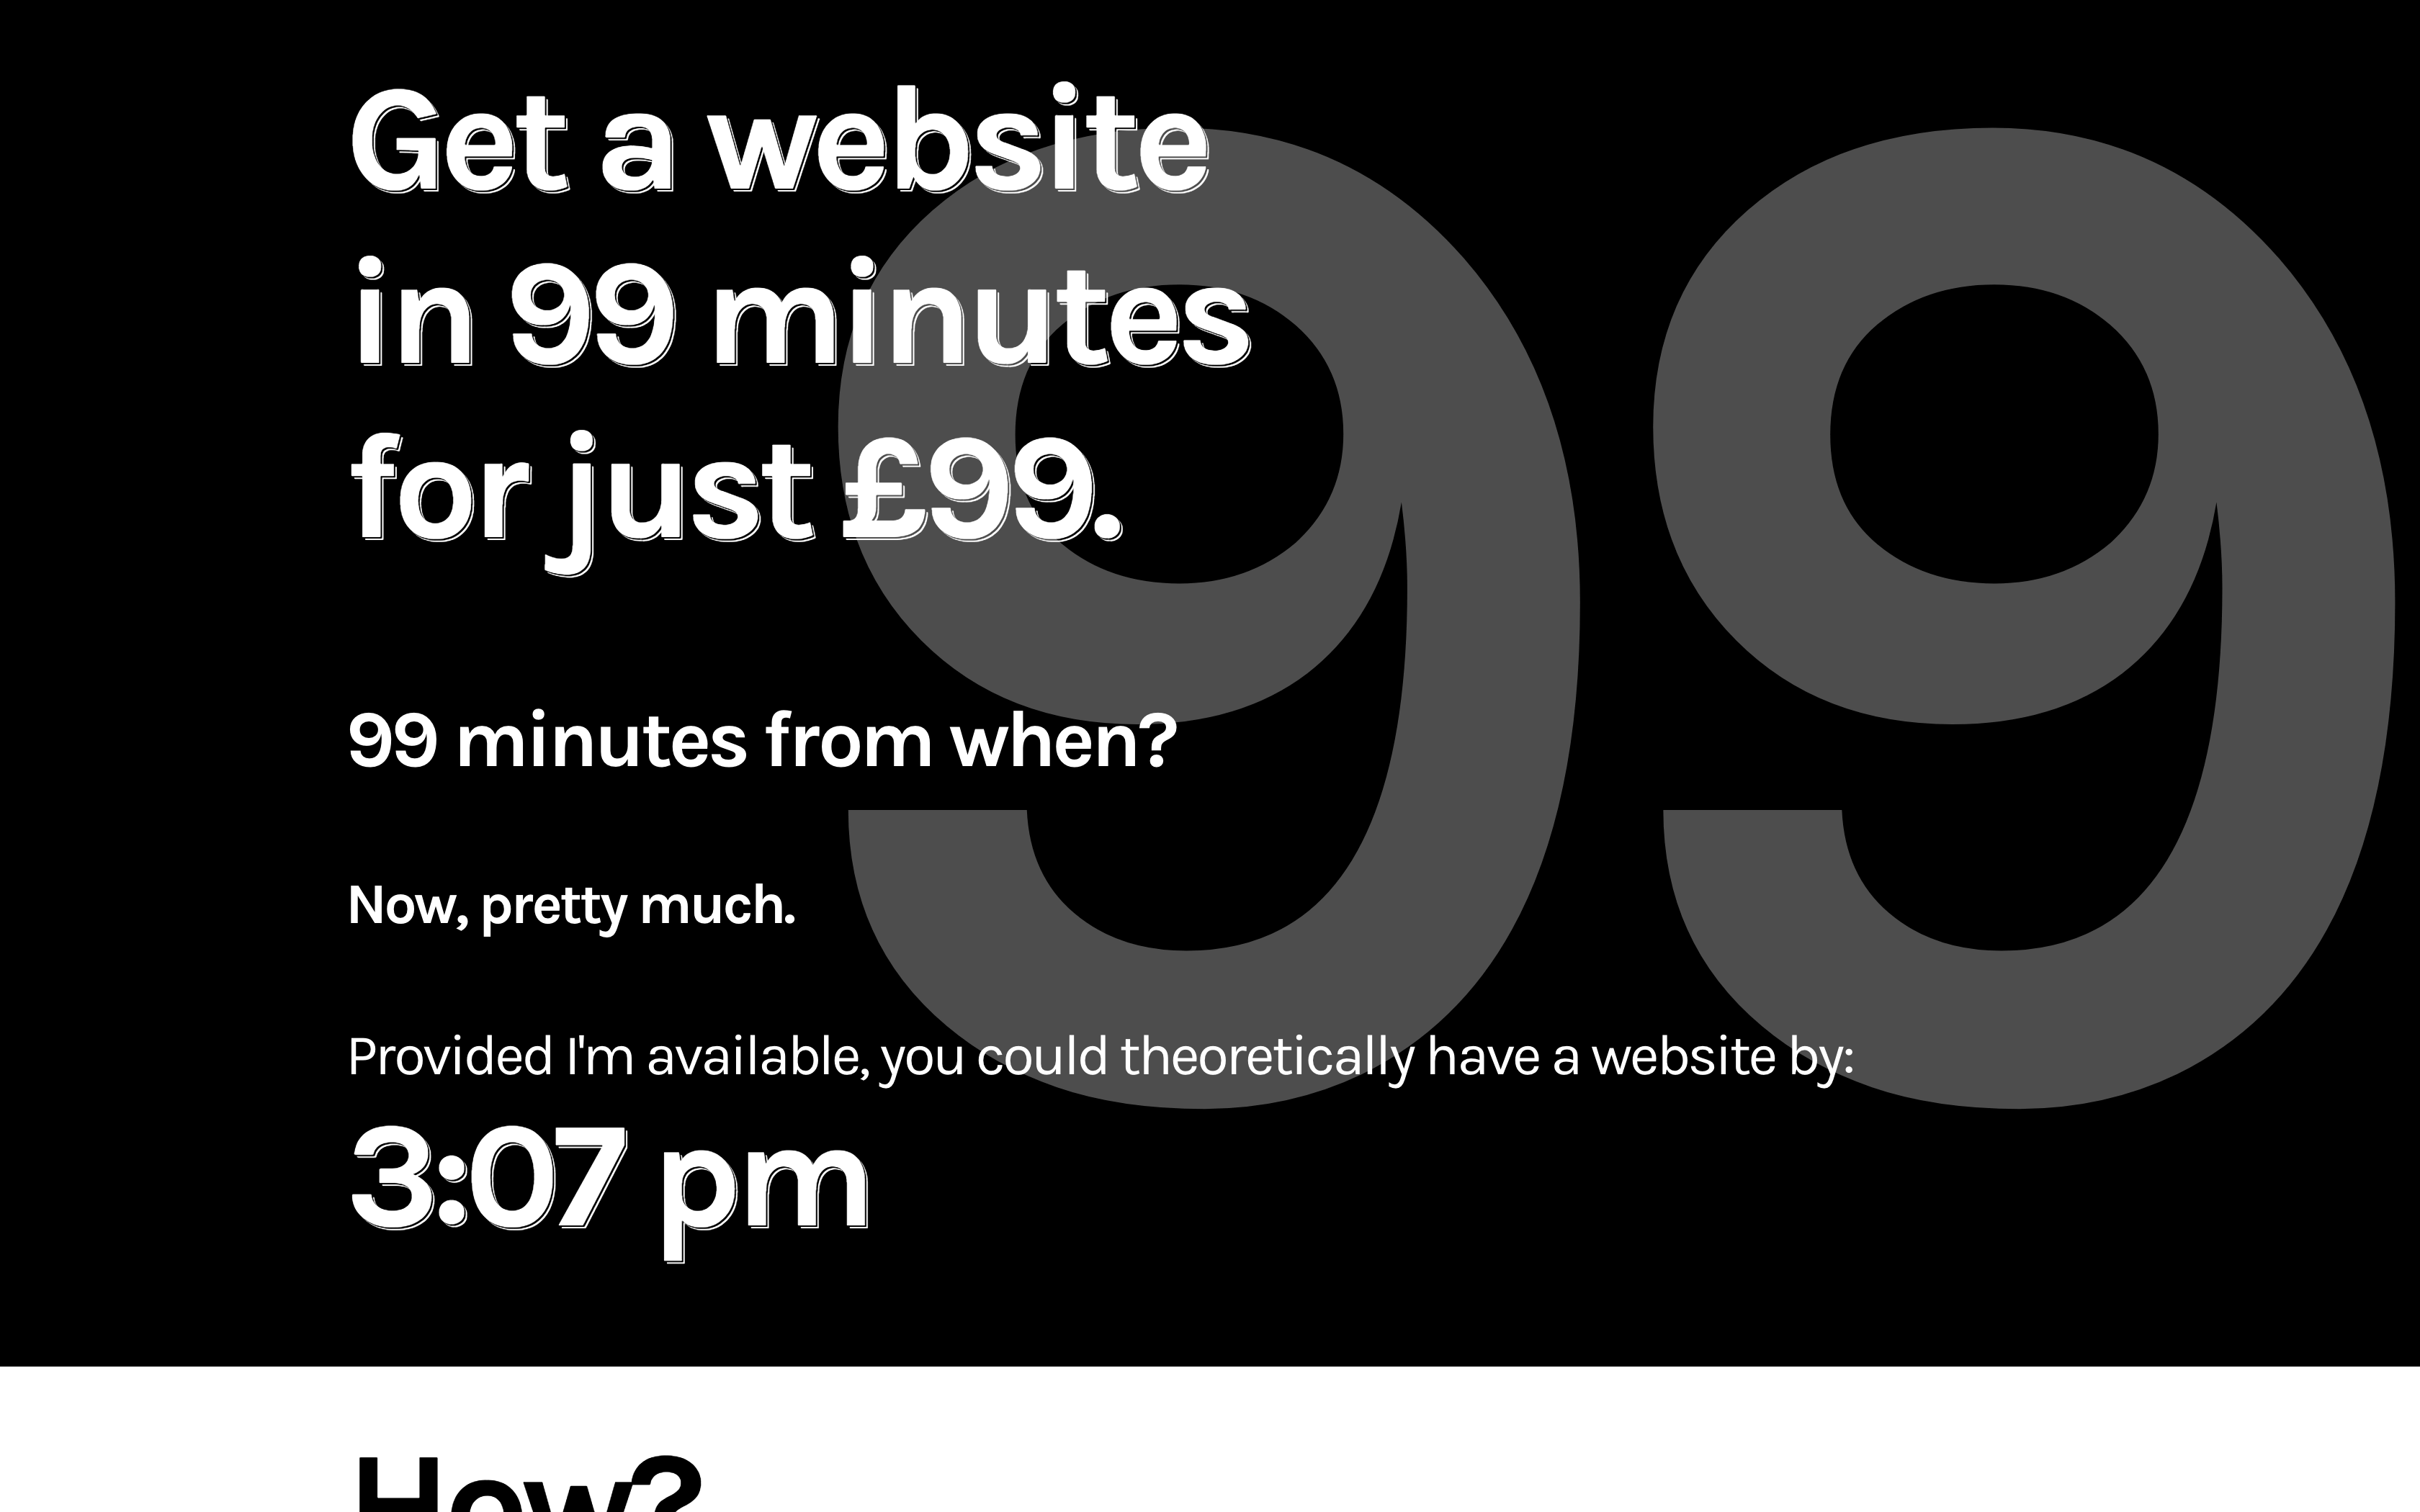 Get a website
in 99 minutes
for just £99.
99
99 minutes from when?
Now, pretty much.
Provided I'm available, you could theoretically have a website by:
3:07 pm
How?